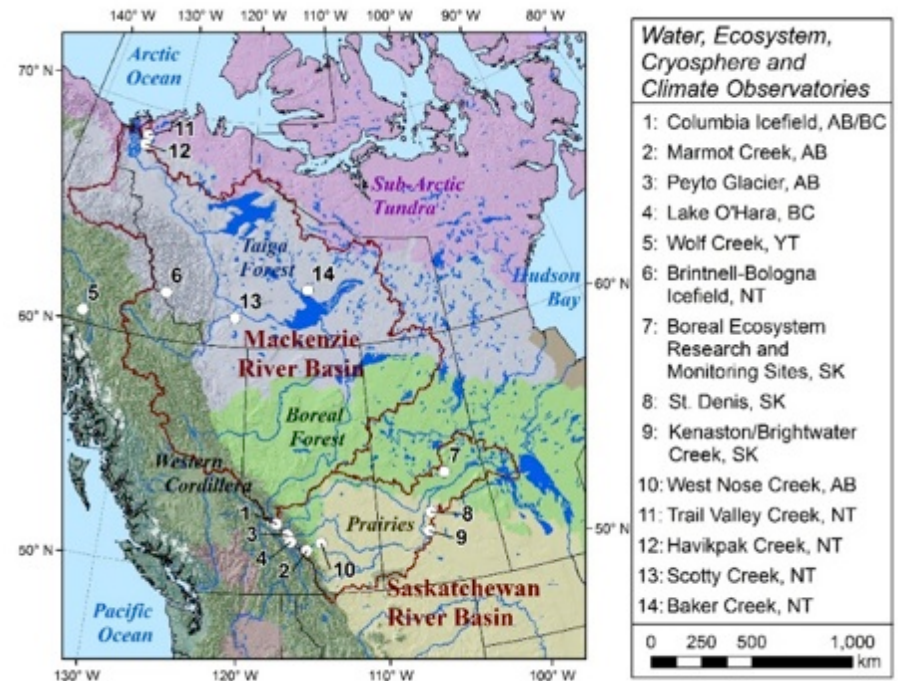 140° W 130° W 120° W 110° W 100° W 90° W 80° W
70° N
60° N
50° N
Arctic
Ocean
11
12
Sub-Arctic
Tundra
Taiga
Forest
14
Hudson
Bay
60° N
5
6
13
Mackenzie
River Basin
Boreal
Forest
7
Western
Cordillera
1
3
4
2
Prairies
8
9
10
50° N
Saskatchewan
River Basin
Pacific
Ocean
130° W 120° W 110° W 100° W
Water, Ecosystem,
Cryosphere and
Climate Observatories
1: Columbia Icefield, AB/BC
2: Marmot Creek, AB
3: Peyto Glacier, AB
4: Lake O'Hara, BC
5: Wolf Creek, YT
6: Brintnell-Bologna
Icefield, NT
7: Boreal Ecosystem
Research and
Monitoring Sites, SK
8: St. Denis, SK
9: Kenaston/Brightwater
Creek, SK
10: West Nose Creek, AB
11: Trail Valley Creek, NT
12: Havikpak Creek, NT
13: Scotty Creek, NT
14: Baker Creek, NT
0 250 500 1,000
km